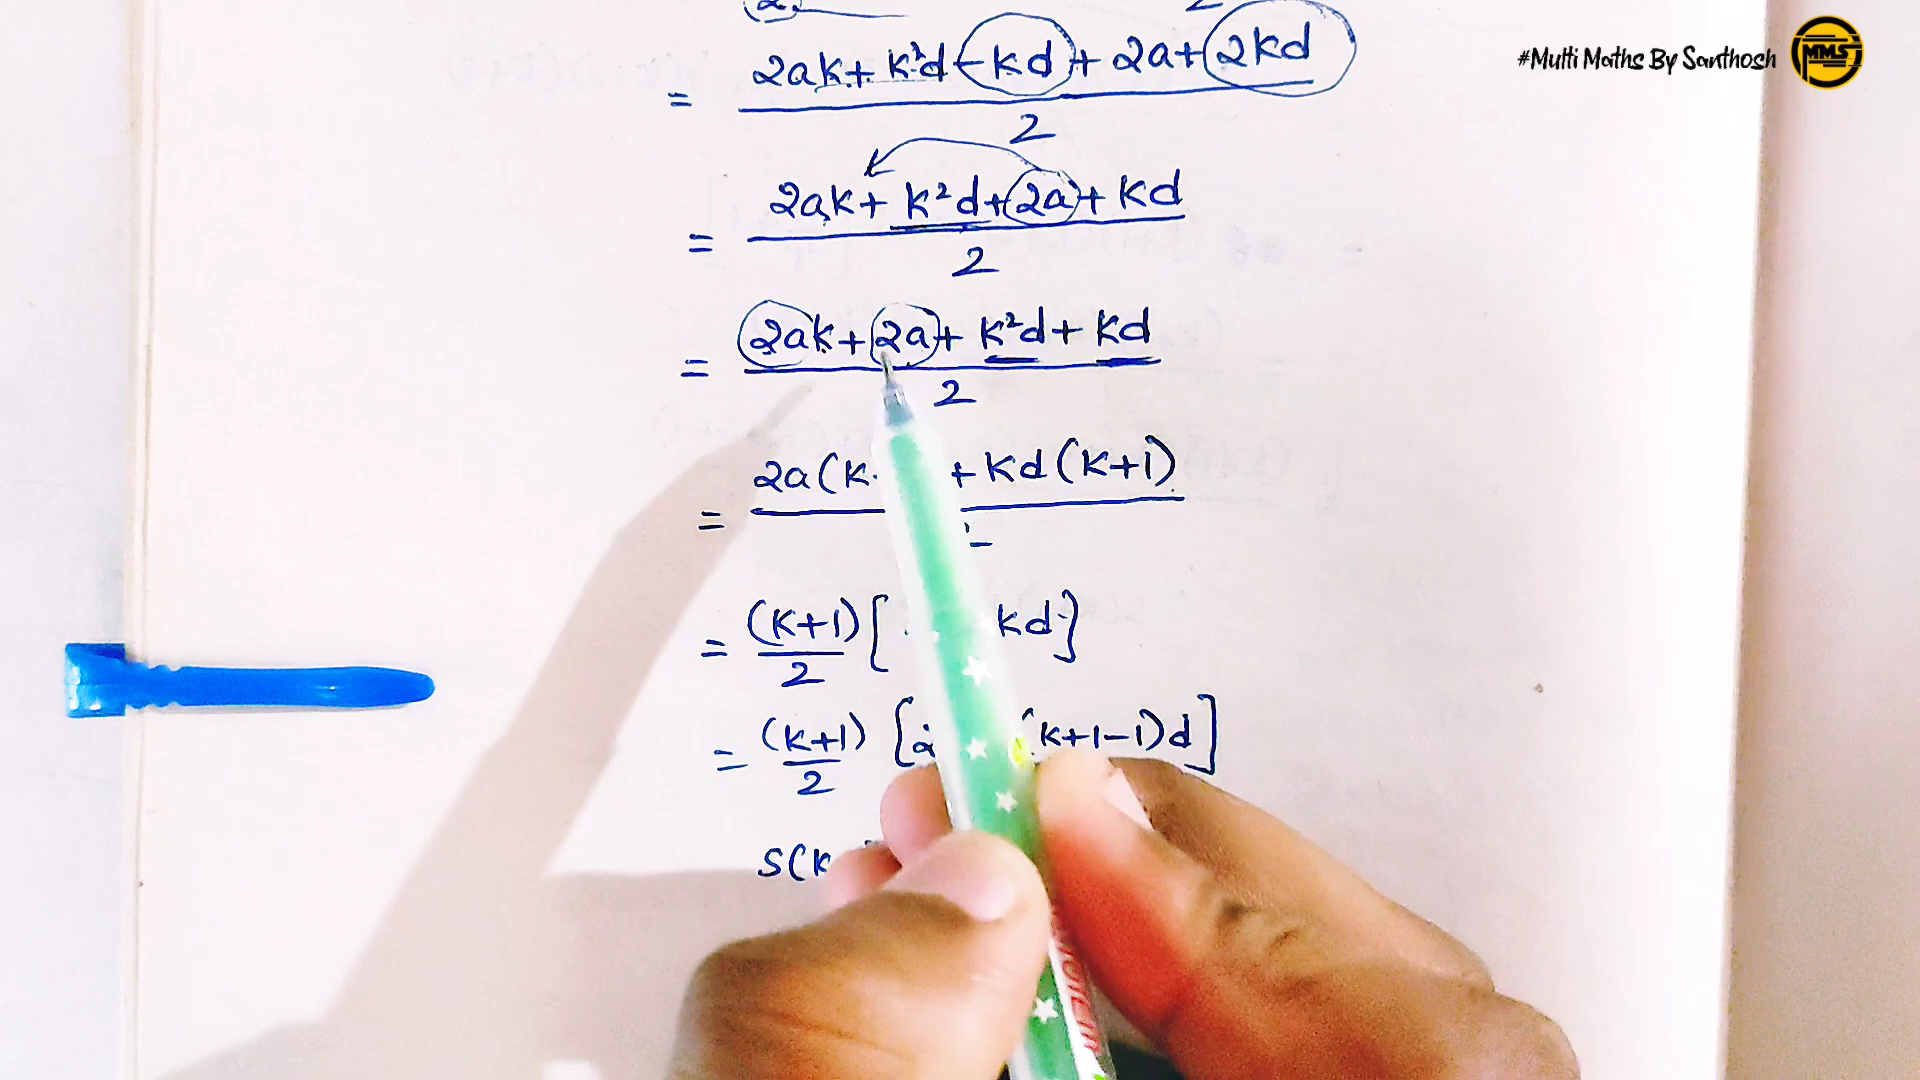 #Multi Maths By Santhosh
MMS
2ak + k²d - kd + 2a + 2kd
=
2
2ak + k²d + 2a + kd
=
2
2ak + 2a + k²d + kd
=
2
2a(k + kd(k+1)
=
= (k+1) [ kd]
2
= (k+1) [2 (k+1-1)d]
2
S(k